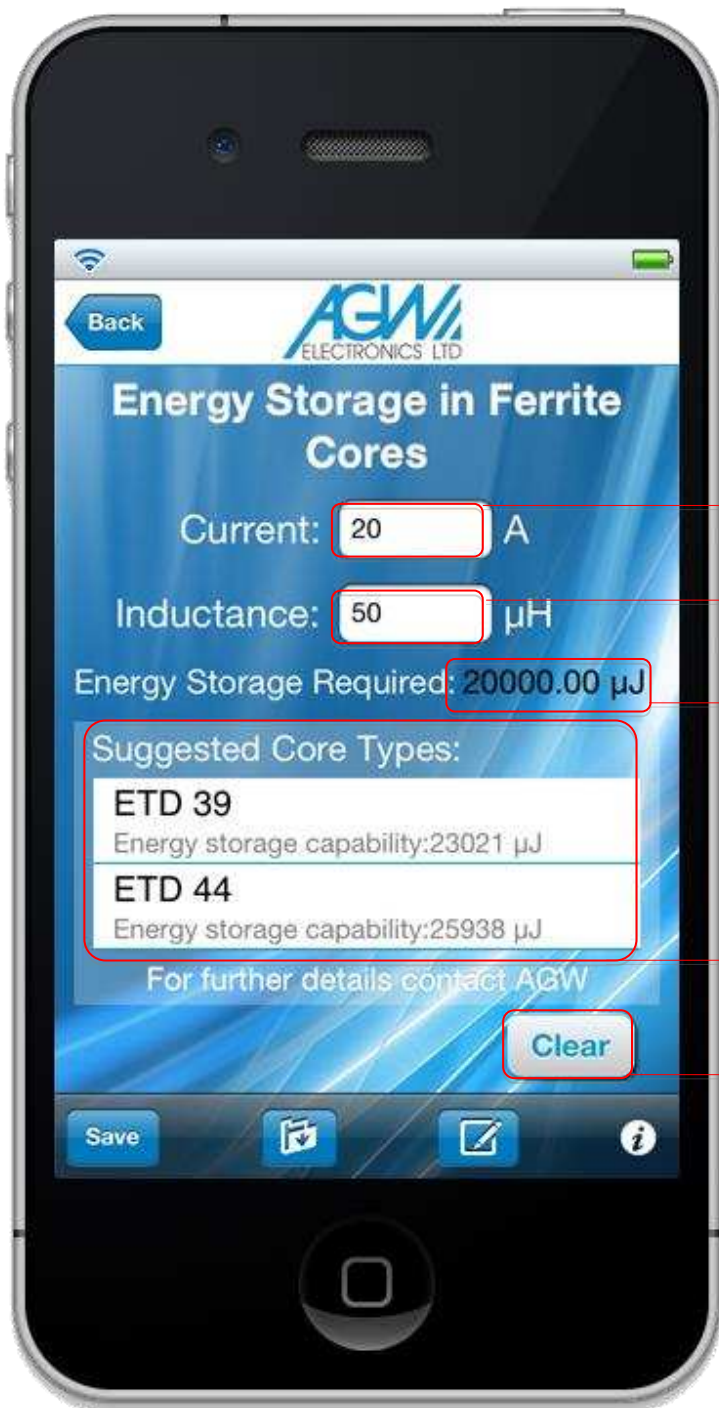 Back
AGW
ELECTRONICS LTD
Energy Storage in Ferrite
Cores
Current: 20 A
Inductance: 50 µH
Energy Storage Required: 20000.00 µJ
Suggested Core Types:
ETD 39
Energy storage capability:23021 µJ
ETD 44
Energy storage capability:25938 µJ
For further details contact AGW
Clear
Save
i